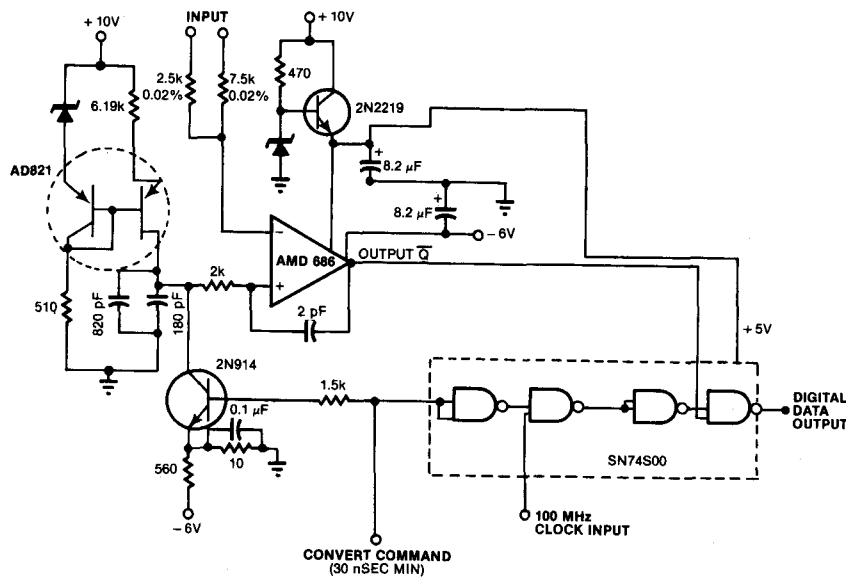 INPUT
+ 10V
+ 10V
2.5k
0.02%
7.5k
0.02%
470
6.19k
2N2219
AD821
+
8.2 µF
+
8.2 µF
− 6V
−
AMD 686
+
OUTPUT Q̅
2k
510
820 pF
180 pF
2 pF
+ 5V
2N914
1.5k
0.1 µF
10
560
− 6V
DIGITAL
DATA
OUTPUT
SN74S00
100 MHz
CLOCK INPUT
CONVERT COMMAND
(30 nSEC MIN)